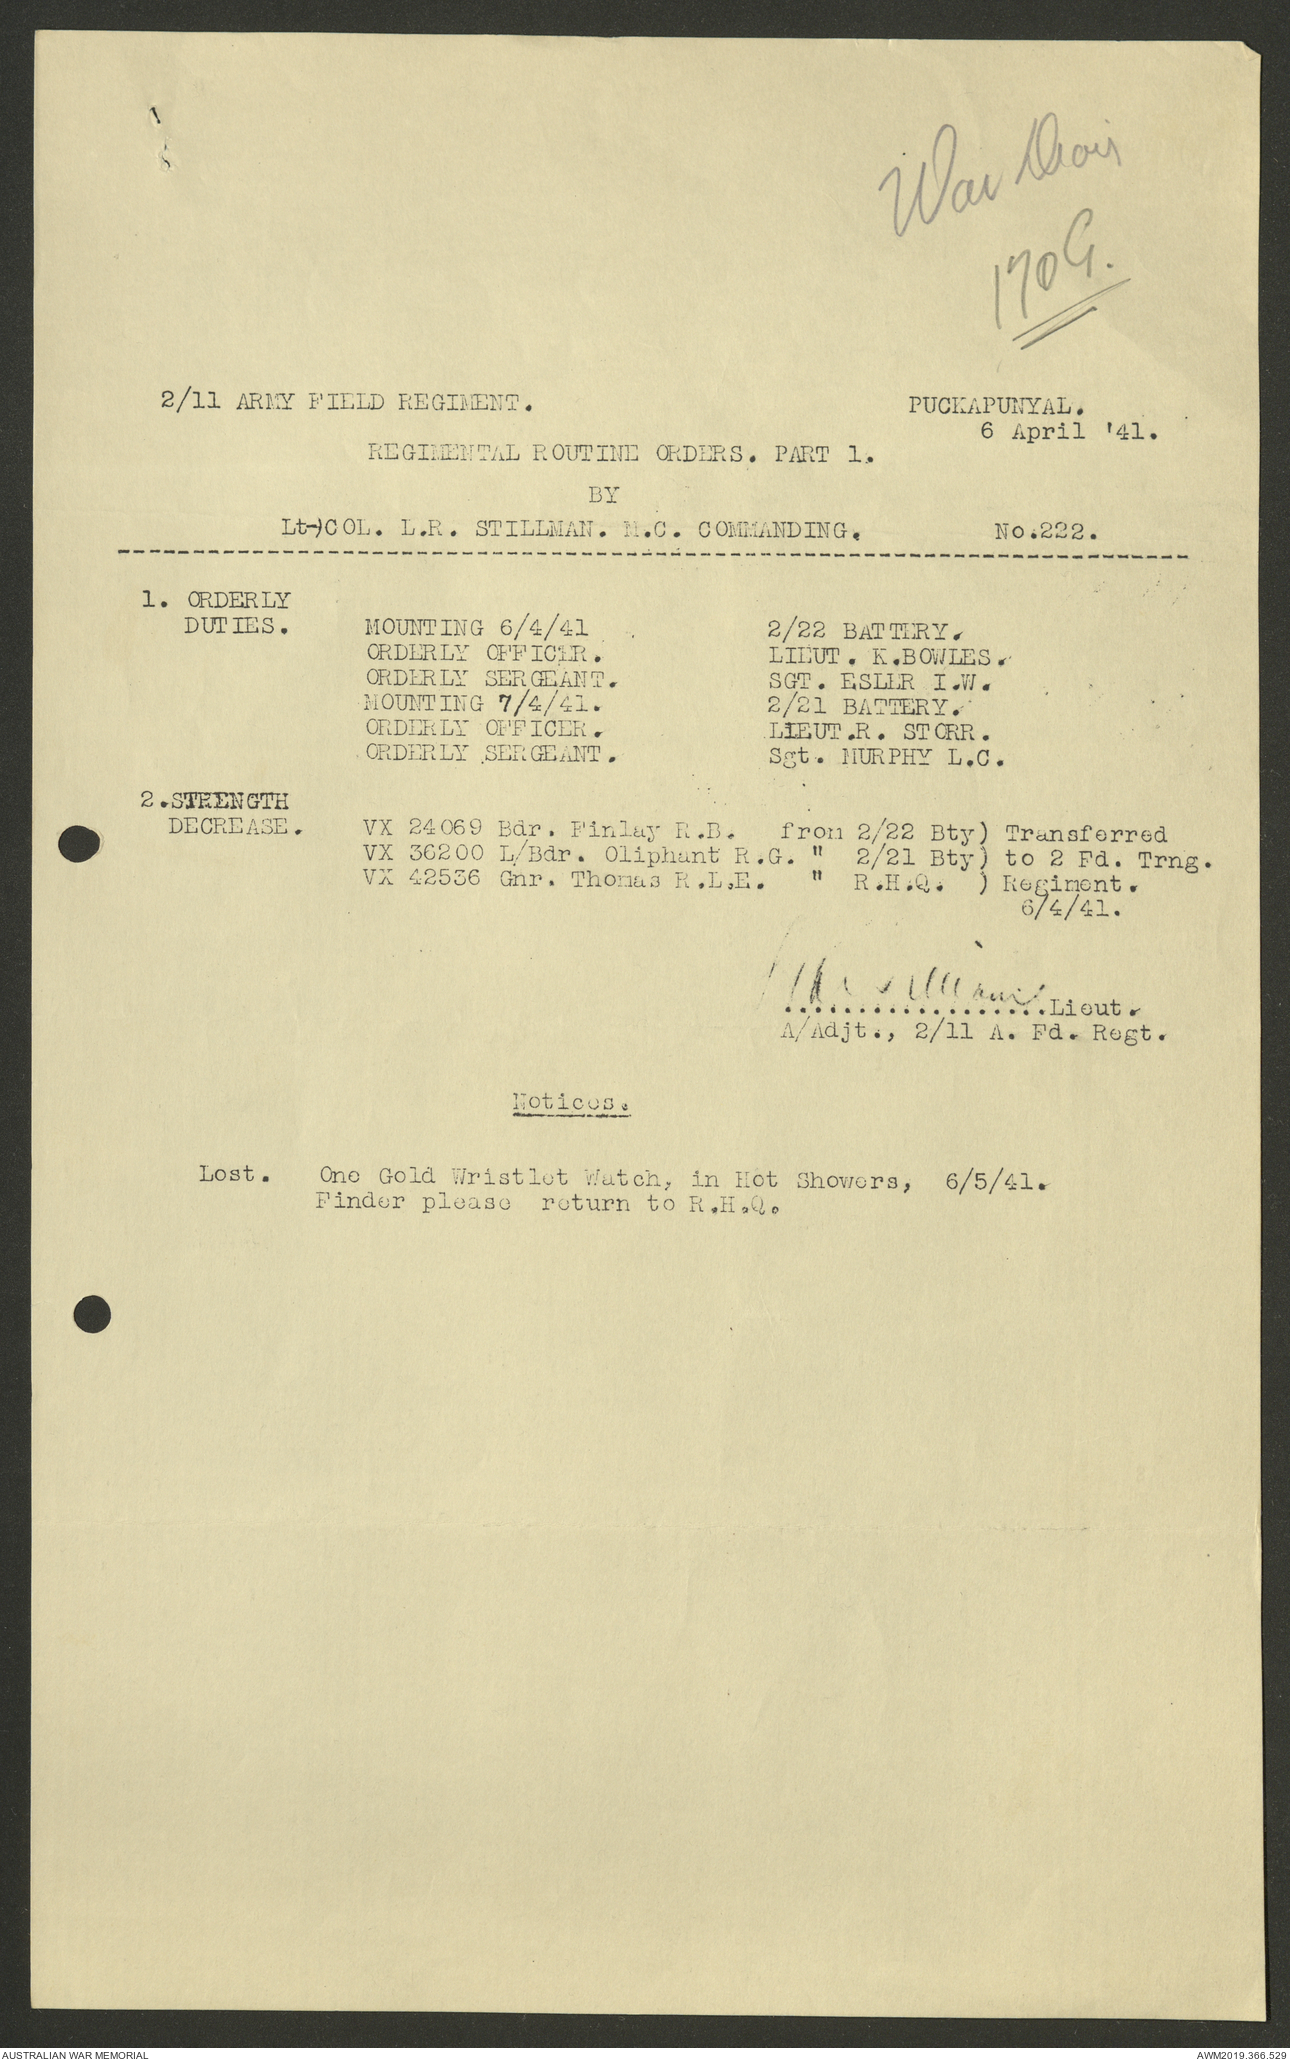 War Diary
170G.
2/11 ARMY FIELD REGIMENT. PUCKAPUNYAL.
6 April '41.
REGIMENTAL ROUTINE ORDERS. PART 1.
BY
Lt-COL. L.R. STILLMAN. M.C. COMMANDING. No.222.
1. ORDERLY
DUTIES. MOUNTING 6/4/41 2/22 BATTERY.
ORDERLY OFFICER. LIEUT. K.BOWLES.
ORDERLY SERGEANT. SGT. ESLER I.W.
MOUNTING 7/4/41. 2/21 BATTERY.
ORDERLY OFFICER. LIEUT.R. STORR.
ORDERLY SERGEANT. Sgt. MURPHY L.C.
2.STRENGTH
DECREASE. VX 24069 Bdr. Finlay R.B. from 2/22 Bty) Transferred
VX 36200 L/Bdr. Oliphant R.G. " 2/21 Bty) to 2 Fd. Trng.
VX 42536 Gnr. Thomas R.L.E. " R.H.Q. ) Regiment.
6/4/41.
..................Lieut.
A/Adjt., 2/11 A. Fd. Regt.
Notices.
Lost. One Gold Wristlet Watch, in Hot Showers, 6/5/41.
Finder please return to R.H.Q.
AUSTRALIAN WAR MEMORIAL AWM2019.366.529